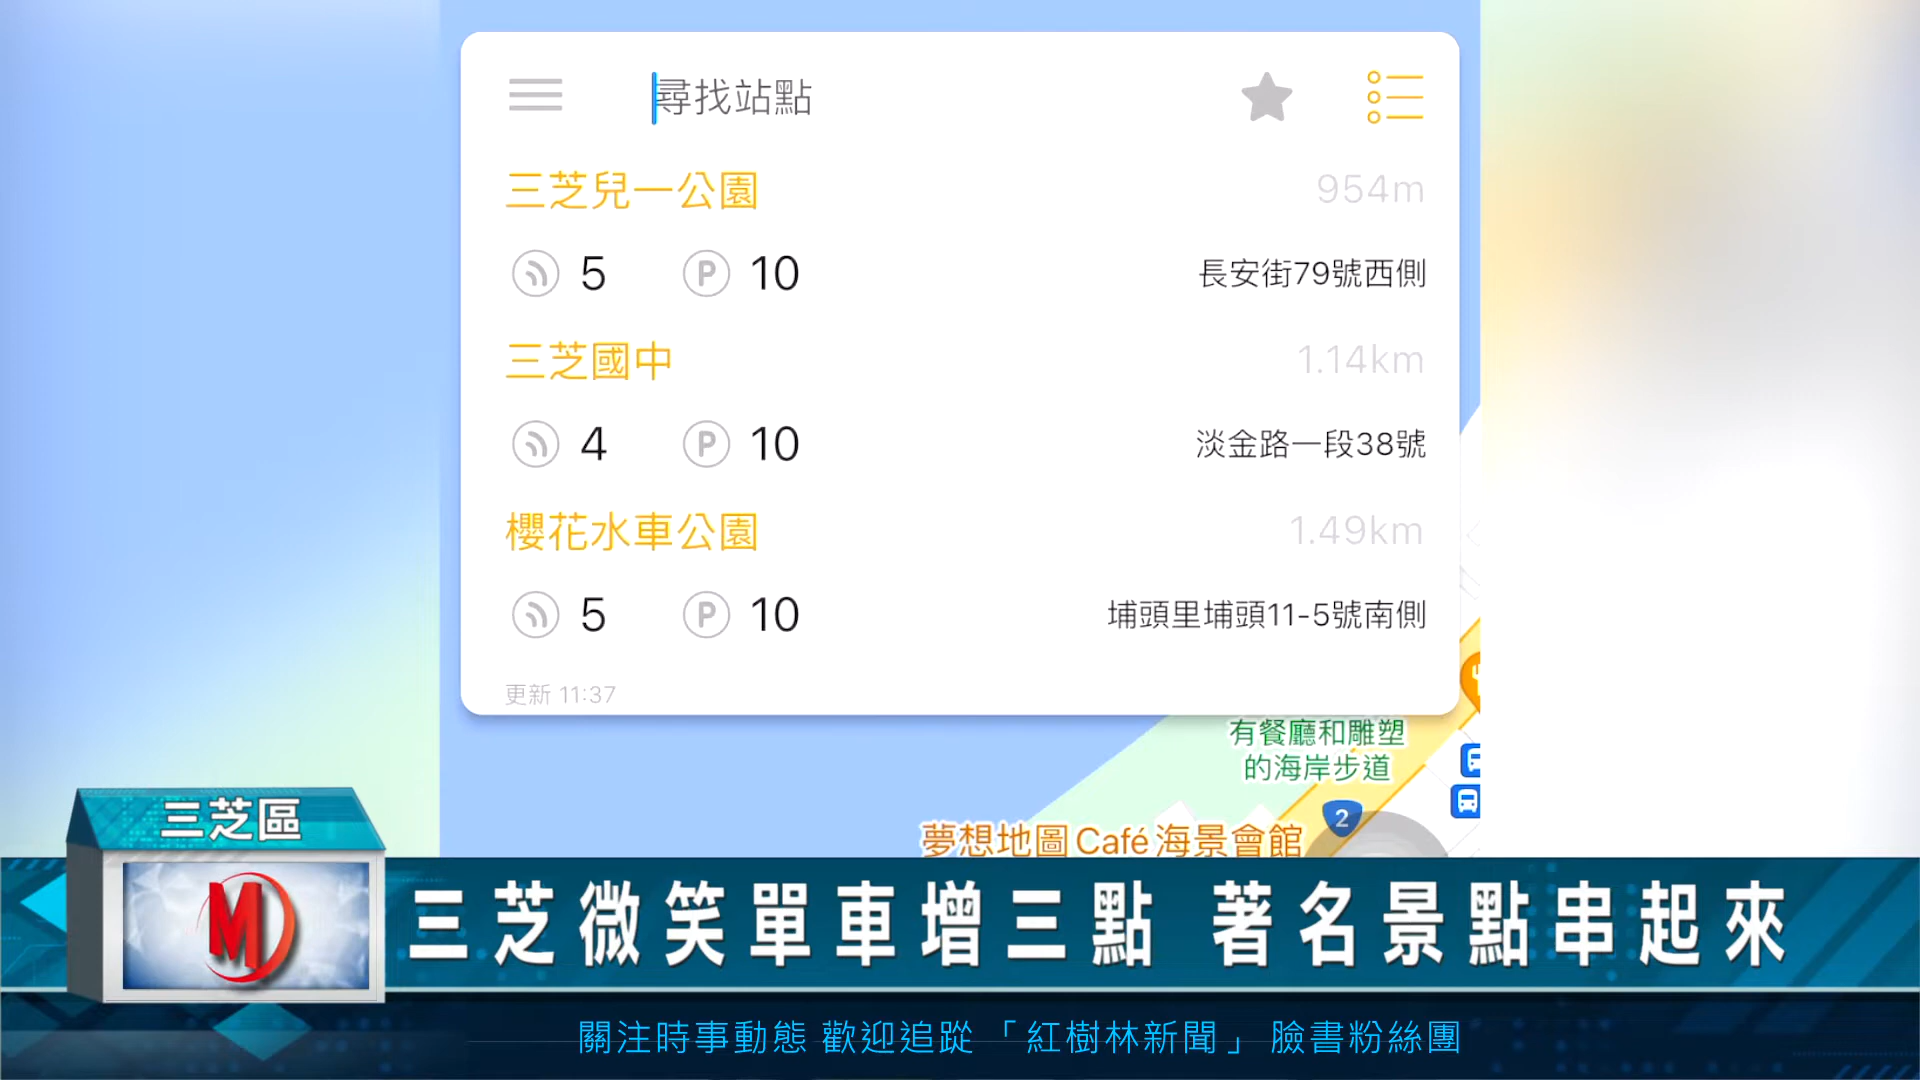 尋找站點
三芝兒一公園 954m
5 P 10 長安街79號西側
三芝國中 1.14km
4 P 10 淡金路一段38號
櫻花水車公園 1.49km
5 P 10 埔頭里埔頭11-5號南側
更新 11:37
有餐廳和雕塑
的海岸步道
2
夢想地圖Café海景會館
三芝區
M
三芝微笑單車增三點 著名景點串起來
關注時事動態 歡迎追蹤「紅樹林新聞」臉書粉絲團